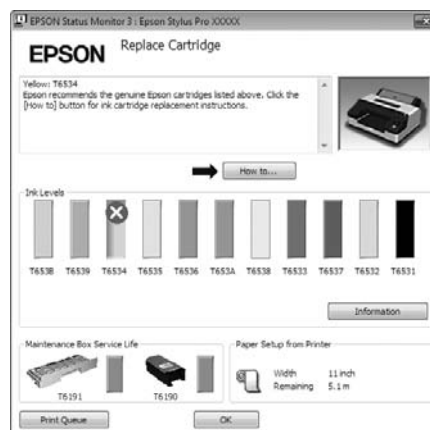 EPSON Status Monitor 3 : Epson Stylus Pro XXXXX
EPSON
Replace Cartridge
Yellow: T6534
Epson recommends the genuine Epson cartridges listed above. Click the
[How to] button for ink cartridge replacement instructions.
How to...
Ink Levels
T653B T6539 T6534 T6535 T6536 T653A T6538 T6533 T6537 T6532 T6531
Information
Maintenance Box Service Life
T6191 T6190
Paper Setup from Printer
Width 11 inch
Remaining 5.1 m
Print Queue OK